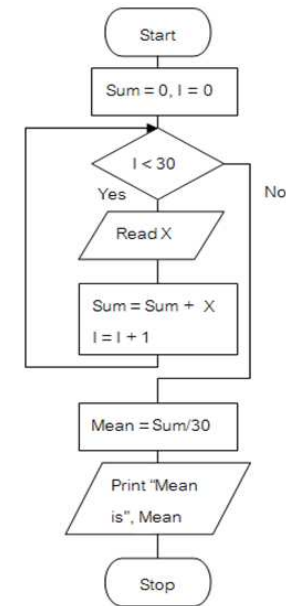 Start
Sum = 0, I = 0
I < 30
Yes
No
Read X
Sum = Sum + X
I = I + 1
Mean = Sum/30
Print “Mean
is”, Mean
Stop